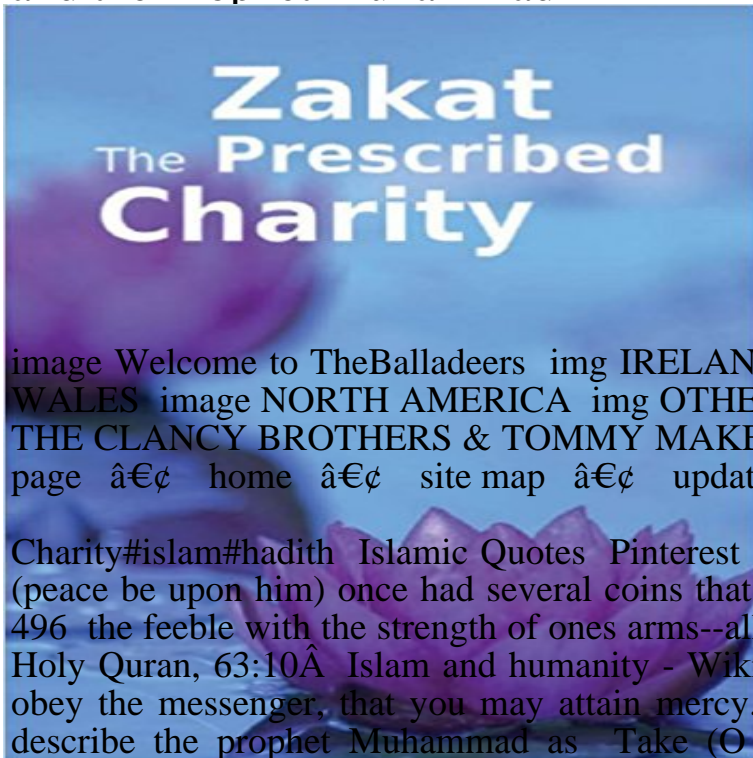 Zakat
The Prescribed
Charity
image Welcome to TheBalladeers img IRELAN
WALES image NORTH AMERICA img OTHE
THE CLANCY BROTHERS & TOMMY MAKE
page â€¢ home â€¢ site map â€¢ updat
Charity#islam#hadith Islamic Quotes Pinterest
(peace be upon him) once had several coins that
496 the feeble with the strength of ones arms--al
Holy Quran, 63:10Â Islam and humanity - Wik
obey the messenger, that you may attain mercy.
describe the prophet Muhammad as Take (O